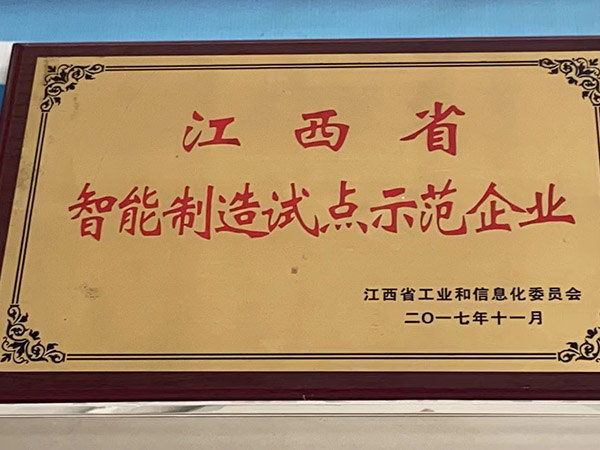 江西省
智能制造试点示范企业
江西省工业和信息化委员会
二〇一七年十一月